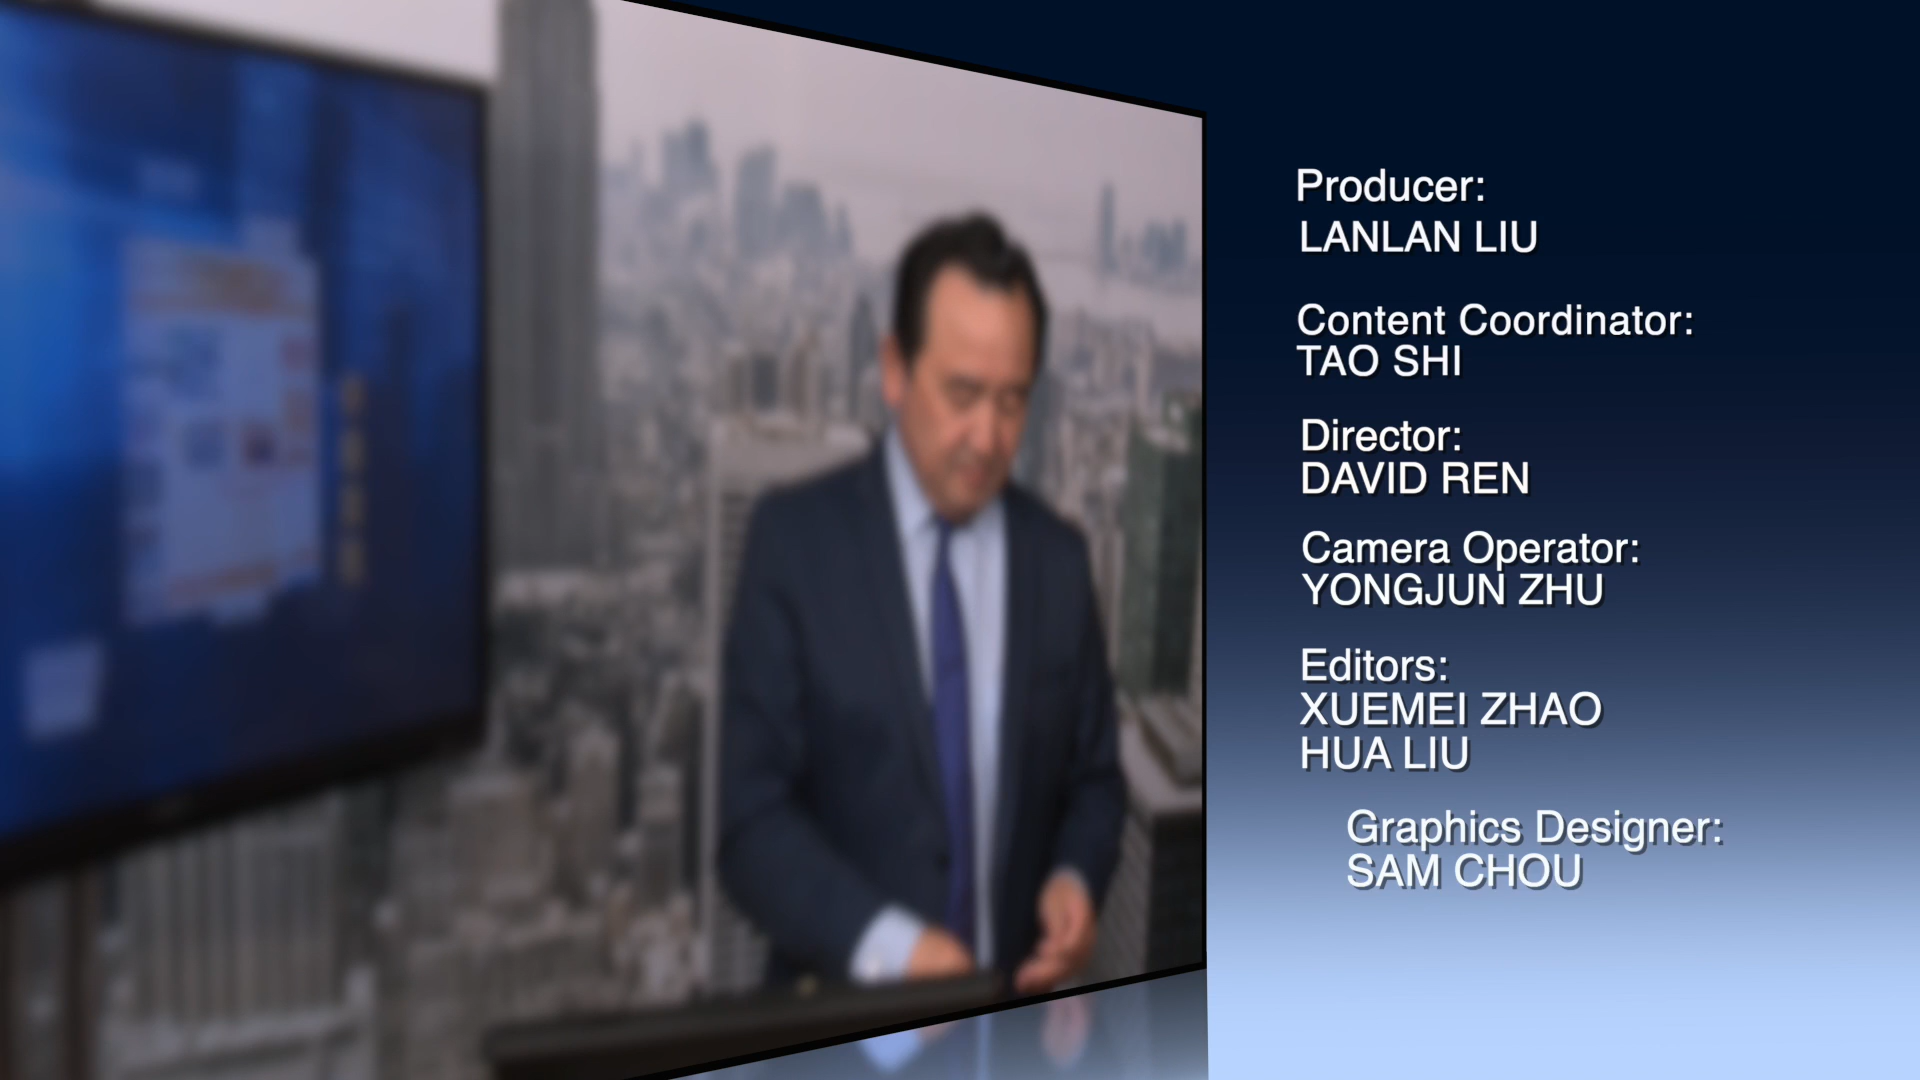 Producer:
LANLAN LIU
Content Coordinator:
TAO SHI
Director:
DAVID REN
Camera Operator:
YONGJUN ZHU
Editors:
XUEMEI ZHAO
HUA LIU
Graphics Designer:
SAM CHOU